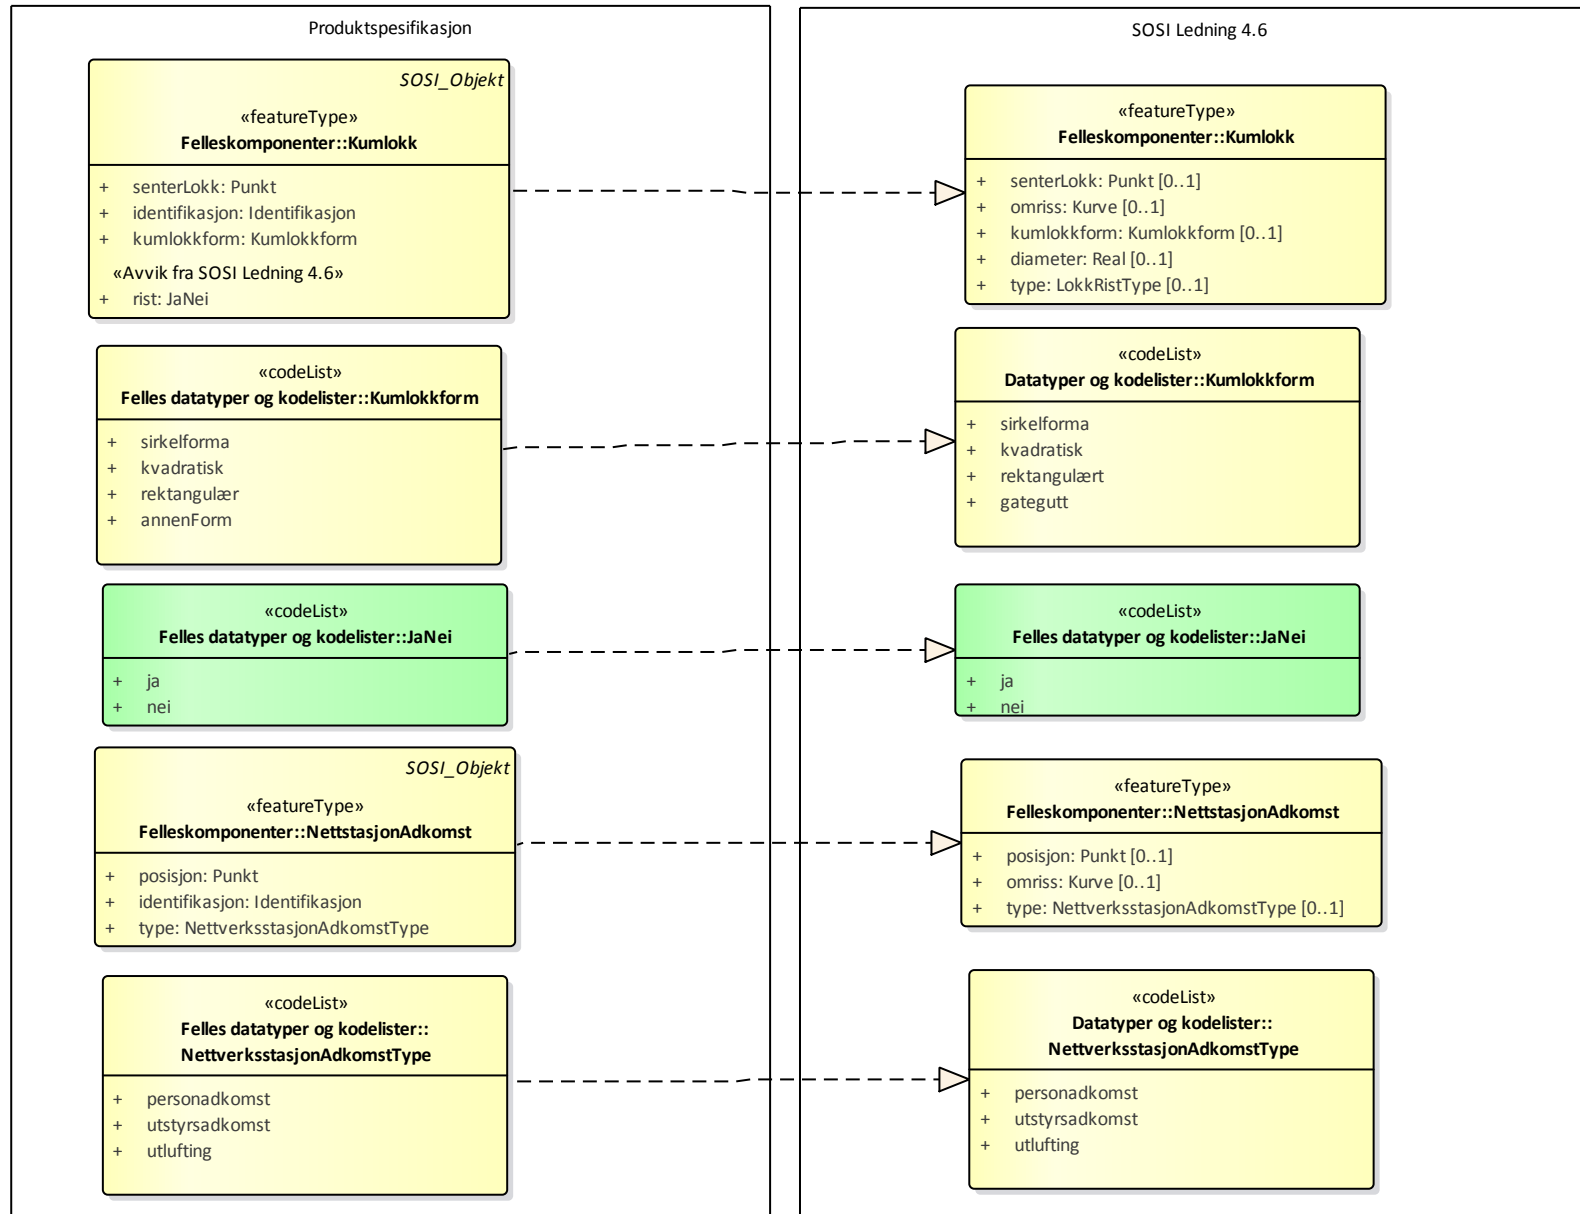 Produktspesifikasjon
SOSI_Objekt
«featureType»
Felleskomponenter::Kumlokk
+ senterLokk: Punkt
+ identifikasjon: Identifikasjon
+ kumlokkform: Kumlokkform
«Avvik fra SOSI Ledning 4.6»
+ rist: JaNei
«codeList»
Felles datatyper og kodelister::Kumlokkform
+ sirkelforma
+ kvadratisk
+ rektangulær
+ annenForm
«codeList»
Felles datatyper og kodelister::JaNei
+ ja
+ nei
SOSI_Objekt
«featureType»
Felleskomponenter::NettstasjonAdkomst
+ posisjon: Punkt
+ identifikasjon: Identifikasjon
+ type: NettverksstasjonAdkomstType
«codeList»
Felles datatyper og kodelister::
NettverksstasjonAdkomstType
+ personadkomst
+ utstyrsadkomst
+ utlufting
SOSI Ledning 4.6
«featureType»
Felleskomponenter::Kumlokk
+ senterLokk: Punkt [0..1]
+ omriss: Kurve [0..1]
+ kumlokkform: Kumlokkform [0..1]
+ diameter: Real [0..1]
+ type: LokkRistType [0..1]
«codeList»
Datatyper og kodelister::Kumlokkform
+ sirkelforma
+ kvadratisk
+ rektangulært
+ gategutt
«codeList»
Felles datatyper og kodelister::JaNei
+ ja
+ nei
«featureType»
Felleskomponenter::NettstasjonAdkomst
+ posisjon: Punkt [0..1]
+ omriss: Kurve [0..1]
+ type: NettverksstasjonAdkomstType [0..1]
«codeList»
Datatyper og kodelister::
NettverksstasjonAdkomstType
+ personadkomst
+ utstyrsadkomst
+ utlufting